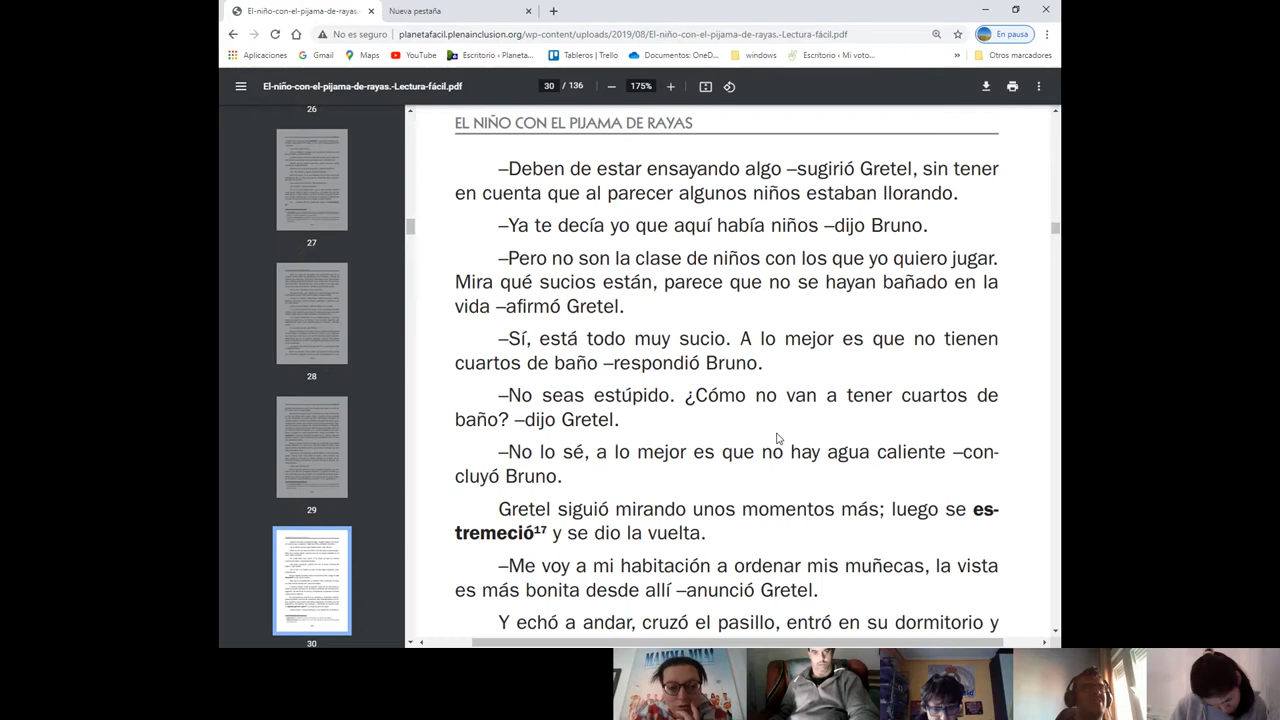 El-niño-con-el-pijama-de-rayas.
Nueva pestaña
No es seguro
planetafacil.plenainclusion.org/wp-content/uploads/2019/08/El-niño-con-el-pijama-de-rayas.-Lectura-fácil.pdf
En pausa
Aplicaciones
Gmail
Maps
YouTube
Escritorio – Planeta...
Tableros | Trello
Documentos: OneD...
windows
Escritorio ‹ Mi voto...
»
Otros marcadores
El-niño-con-el-pijama-de-rayas.-Lectura-fácil.pdf
30 / 136
175%
26
27
28
29
30
EL NIÑO CON EL PIJAMA DE RAYAS
–Deben de estar ensayando algo –sugirió Gretel, sin tener
en cuenta que al parecer algunos niños estaban llorando.
–Ya te decía yo que aquí había niños –dijo Bruno.
–Pero no son la clase de niños con los que yo quiero jugar.
Mira qué sucios están, parece que no se hayan bañado en la
vida –afirmó Gretel.
–Sí, está todo muy sucio. A lo mejor es que no tienen
cuartos de baño –respondió Bruno.
–No seas estúpido. ¿Cómo no van a tener cuartos de
baño? –dijo Gretel.
–No lo sé, a lo mejor es que no hay agua caliente –con-
cluyó Bruno.
Gretel siguió mirando unos momentos más; luego se es-
tremeció¹⁷ y se dio la vuelta.
–Me voy a mi habitación a ordenar mis muñecas, la vista
es más bonita desde allí –anunció Gretel.
Y echó a andar, cruzó el pasillo, entró en su dormitorio y
MAMMA MIA!